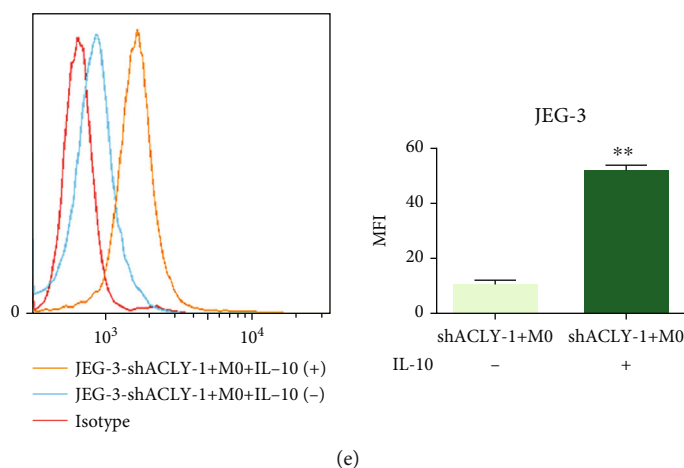 0
10³
10⁴
JEG-3-shACLY-1+M0+IL–10 (+)
JEG-3-shACLY-1+M0+IL–10 (–)
Isotype
JEG-3
MFI
60
40
20
0
**
shACLY-1+M0 shACLY-1+M0
IL-10 – +
(e)